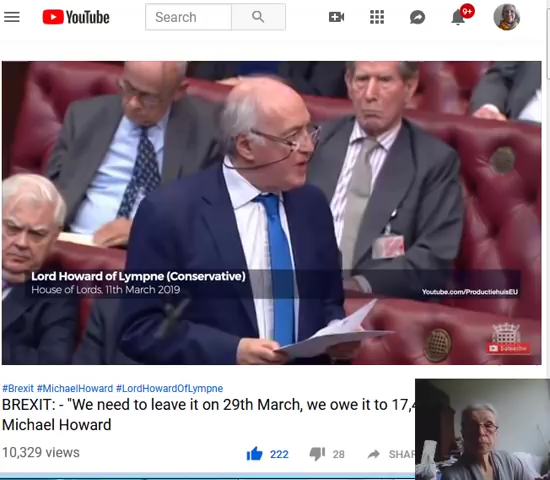 YouTube
Search
9+
Lord Howard of Lympne (Conservative)
House of Lords, 11th March 2019
Youtube.com/ProductiehuisEU
Subscribe
#Brexit #MichaelHoward #LordHowardOfLympne
BREXIT: - "We need to leave it on 29th March, we owe it to 17,4
Michael Howard
10,329 views
222
28
SHAR